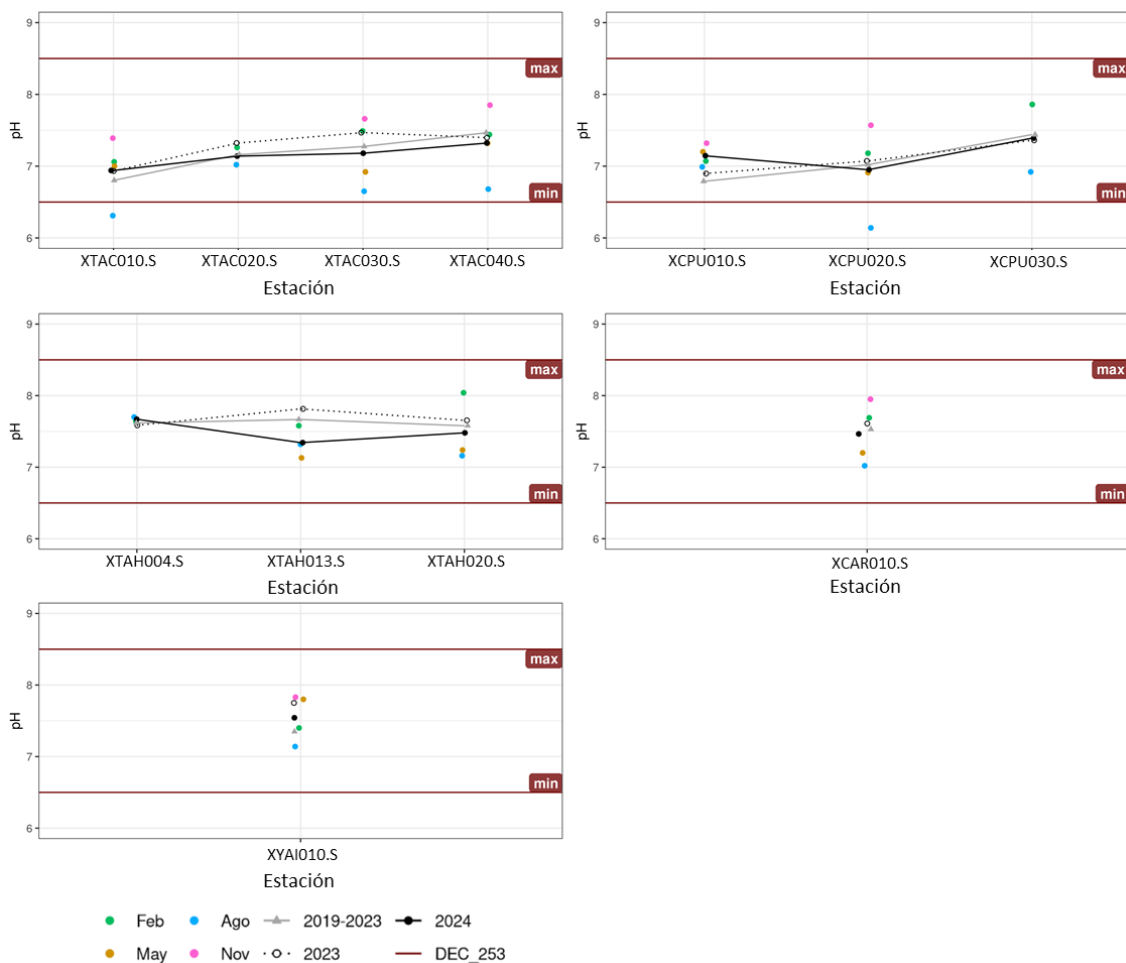 9
8
7
6
pH
max
min
XTAC010.S XTAC020.S XTAC030.S XTAC040.S
Estación
9
8
7
6
pH
max
min
XCPU010.S XCPU020.S XCPU030.S
Estación
9
8
7
6
pH
max
min
XTAH004.S XTAH013.S XTAH020.S
Estación
9
8
7
6
pH
max
min
XCAR010.S
Estación
9
8
7
6
pH
max
min
XYAI010.S
Estación
Feb Ago 2019-2023 2024
May Nov 2023 DEC_253